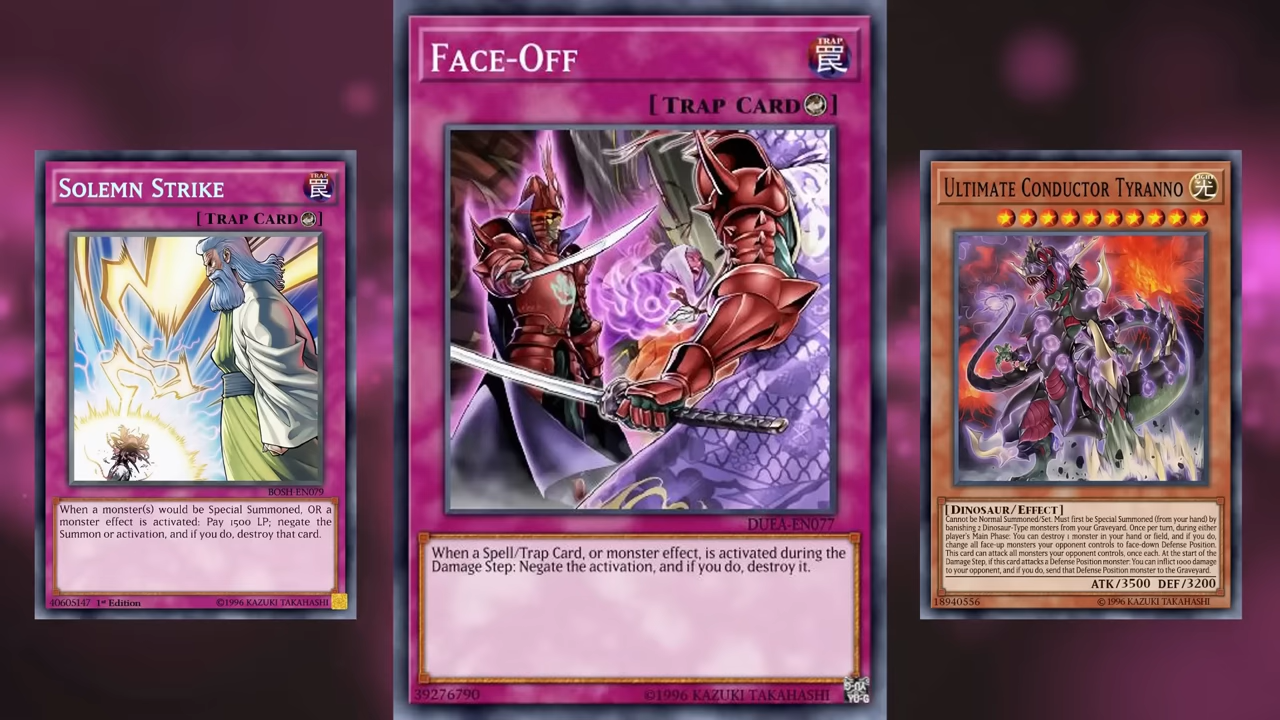 SOLEMN STRIKE
TRAP
罠
[ TRAP CARD ]
BOSH-EN079
When a monster(s) would be Special Summoned, OR a
monster effect is activated: Pay 1500 LP; negate the
Summon or activation, and if you do, destroy that card.
40605147 1st Edition ©1996 KAZUKI TAKAHASHI
FACE-OFF
TRAP
罠
[ TRAP CARD ]
DUEA-EN077
When a Spell/Trap Card, or monster effect, is activated during the
Damage Step: Negate the activation, and if you do, destroy it.
39276790 ©1996 KAZUKI TAKAHASHI
ULTIMATE CONDUCTOR TYRANNO
LIGHT
光
[ DINOSAUR/EFFECT ]
Cannot be Normal Summoned/Set. Must first be Special Summoned (from your hand) by
banishing 2 Dinosaur-Type monsters from your Graveyard. Once per turn, during either
player's Main Phase: You can destroy 1 monster in your hand or field, and if you do,
change all face-up monsters your opponent controls to face-down Defense Position.
This card can attack all monsters your opponent controls, once each. At the start of the
Damage Step, if this card attacks a Defense Position monster: You can inflict 1000 damage
to your opponent, and if you do, send that Defense Position monster to the Graveyard.
ATK/3500 DEF/3200
18940556 ©1996 KAZUKI TAKAHASHI